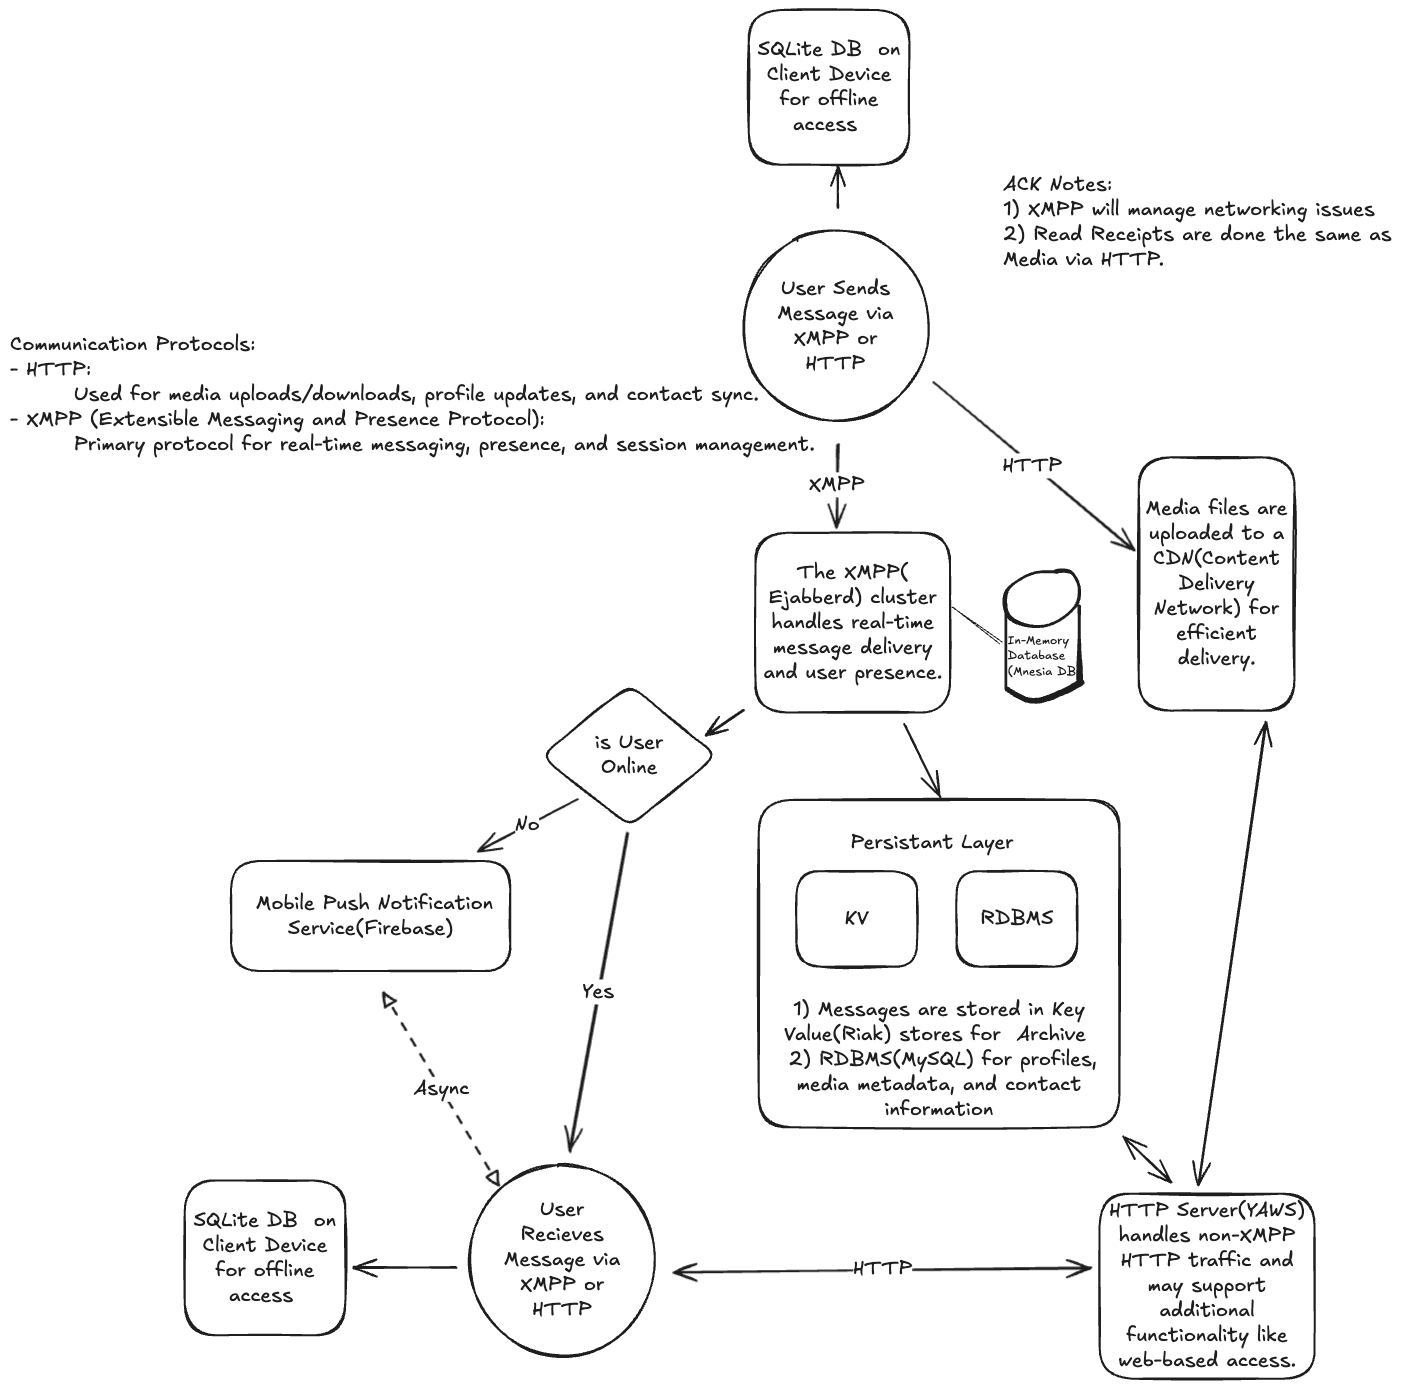 SQLite DB on
Client Device
for offline
access
ACK Notes:
1) XMPP will manage networking issues
2) Read Receipts are done the same as
Media via HTTP.
User Sends
Message via
XMPP or
HTTP
Communication Protocols:
- HTTP:
Used for media uploads/downloads, profile updates, and contact sync.
- XMPP (Extensible Messaging and Presence Protocol):
Primary protocol for real-time messaging, presence, and session management.
XMPP
HTTP
Media files are
uploaded to a
CDN(Content
Delivery
Network) for
efficient
delivery.
The XMPP(
Ejabberd) cluster
handles real-time
message delivery
and user presence.
In-Memory
Database
(Mnesia DB
is User
Online
No
Mobile Push Notification
Service(Firebase)
Yes
Async
Persistant Layer
KV
RDBMS
1) Messages are stored in Key
Value(Riak) stores for Archive
2) RDBMS(MySQL) for profiles,
media metadata, and contact
information
SQLite DB on
Client Device
for offline
access
User
Recieves
Message via
XMPP or
HTTP
HTTP
HTTP Server(YAWS)
handles non-XMPP
HTTP traffic and
may support
additional
functionality like
web-based access.